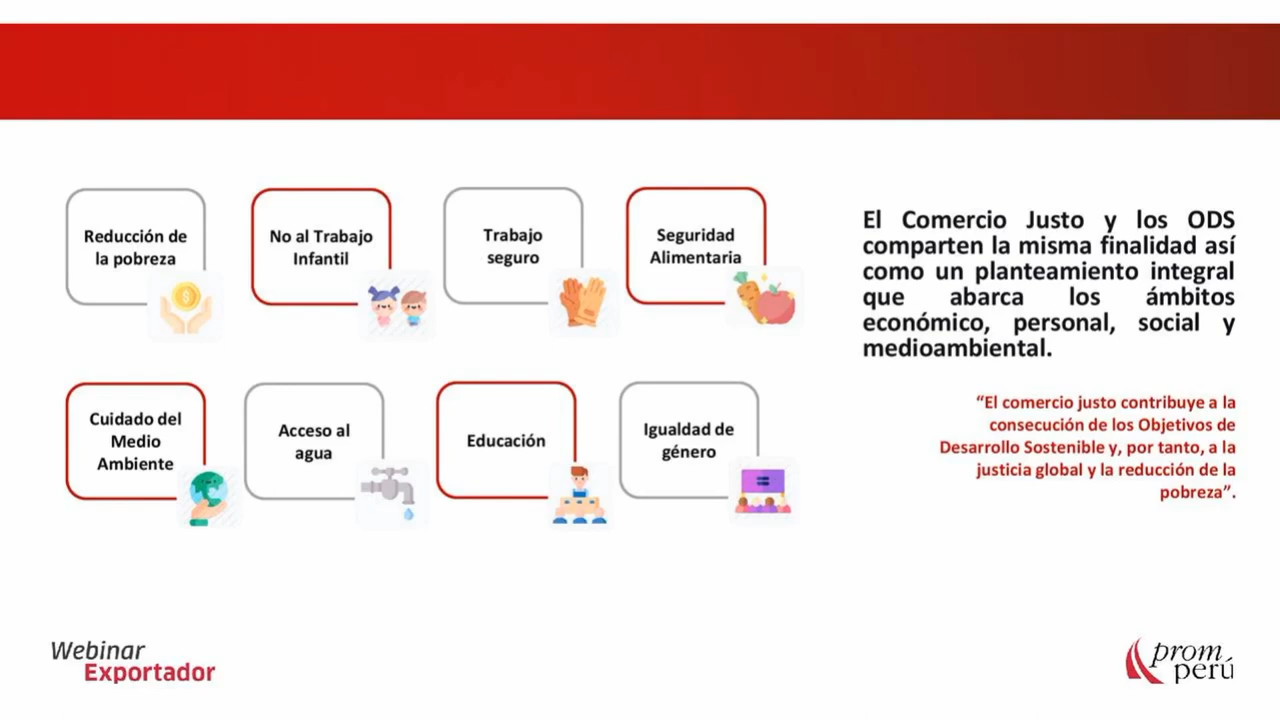 Reducción de
la pobreza
No al Trabajo
Infantil
Trabajo
seguro
Seguridad
Alimentaria
Cuidado del
Medio
Ambiente
Acceso al
agua
Educación
Igualdad de
género
El Comercio Justo y los ODS
comparten la misma finalidad así
como un planteamiento integral
que abarca los ámbitos
económico, personal, social y
medioambiental.
“El comercio justo contribuye a la
consecución de los Objetivos de
Desarrollo Sostenible y, por tanto, a la
justicia global y la reducción de la
pobreza”.
Webinar
Exportador
prom
perú